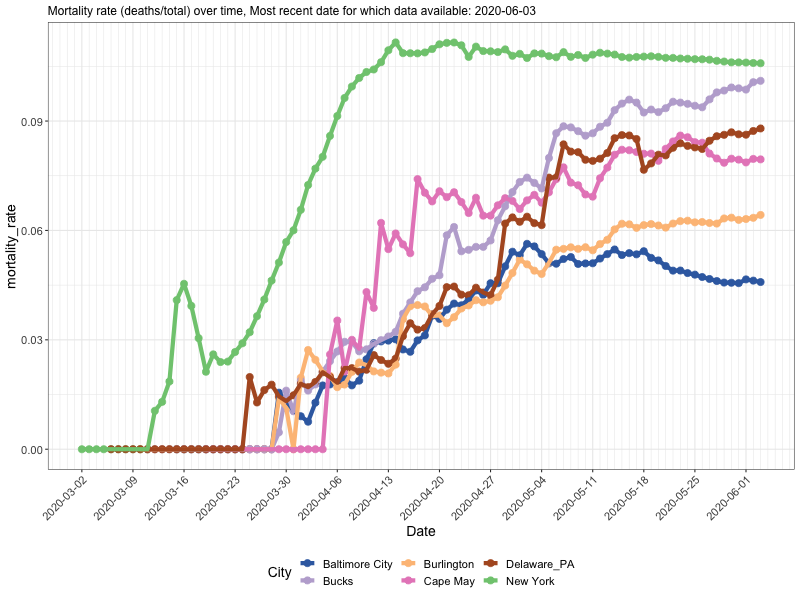 Mortality rate (deaths/total) over time, Most recent date for which data available: 2020-06-03
mortality_rate
0.09
0.06
0.03
0.00
2020-03-02 2020-03-09 2020-03-16 2020-03-23 2020-03-30 2020-04-06 2020-04-13 2020-04-20 2020-04-27 2020-05-04 2020-05-11 2020-05-18 2020-05-25 2020-06-01
Date
City
Baltimore City Burlington Delaware_PA
Bucks Cape May New York